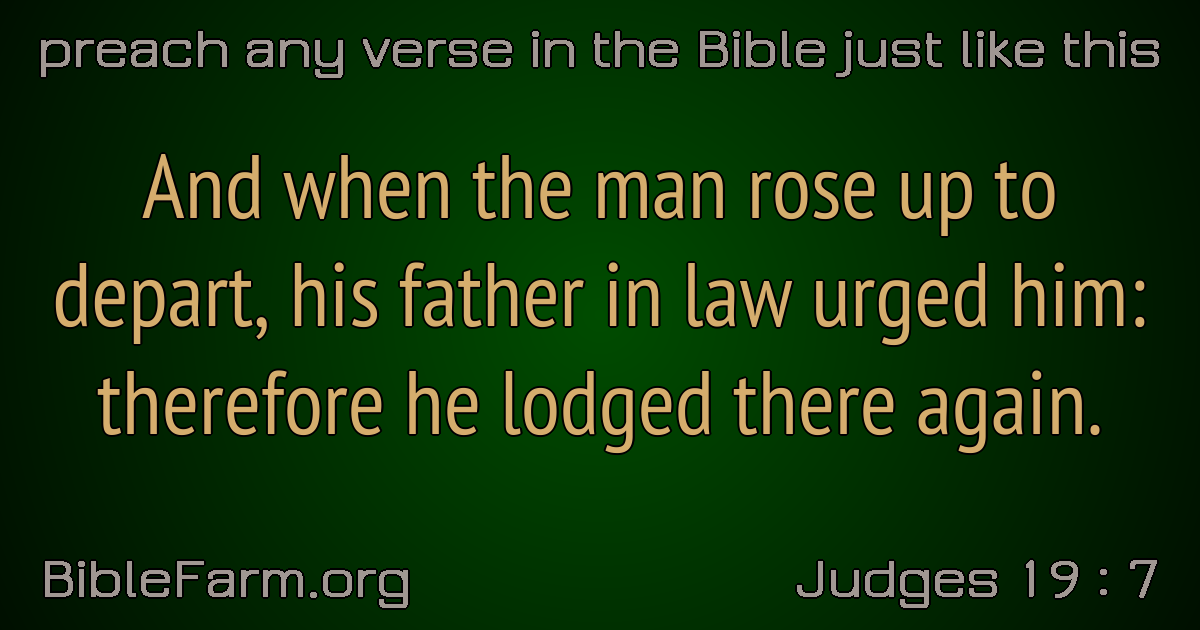 preach any verse in the Bible just like this
And when the man rose up to
depart, his father in law urged him:
therefore he lodged there again.
BibleFarm.org
Judges 19 : 7